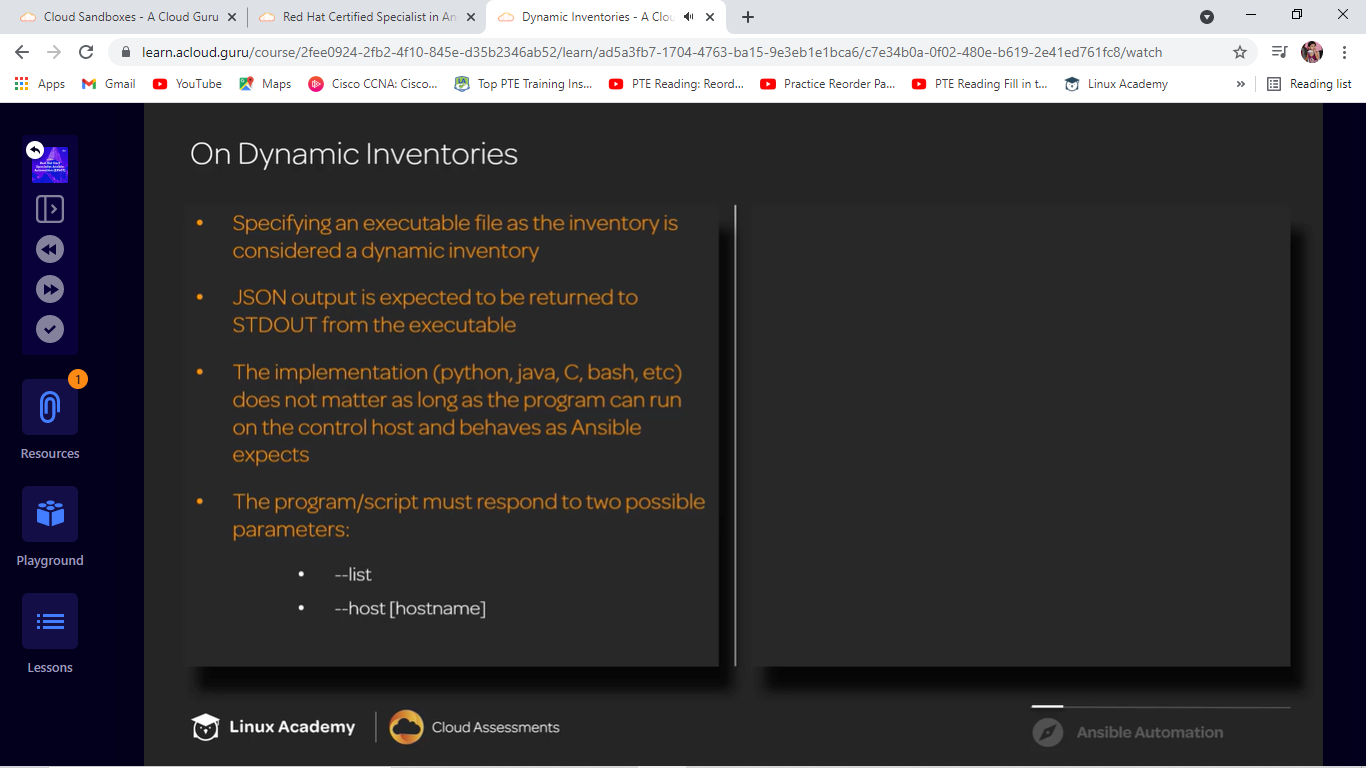 Cloud Sandboxes - A Cloud Guru
Red Hat Certified Specialist in An
Dynamic Inventories - A Clou
learn.acloud.guru/course/2fee0924-2fb2-4f10-845e-d35b2346ab52/learn/ad5a3fb7-1704-4763-ba15-9e3eb1e1bca6/c7e34b0a-0f02-480e-b619-2e41ed761fc8/watch
Apps Gmail YouTube Maps Cisco CCNA: Cisco... Top PTE Training Ins... PTE Reading: Reord... Practice Reorder Pa... PTE Reading Fill in t... Linux Academy » Reading list
On Dynamic Inventories
• Specifying an executable file as the inventory is
considered a dynamic inventory
• JSON output is expected to be returned to
STDOUT from the executable
• The implementation (python, java, C, bash, etc)
does not matter as long as the program can run
on the control host and behaves as Ansible
expects
• The program/script must respond to two possible
parameters:
• --list
• --host [hostname]
1
Resources
Playground
Lessons
Linux Academy
Cloud Assessments
Ansible Automation